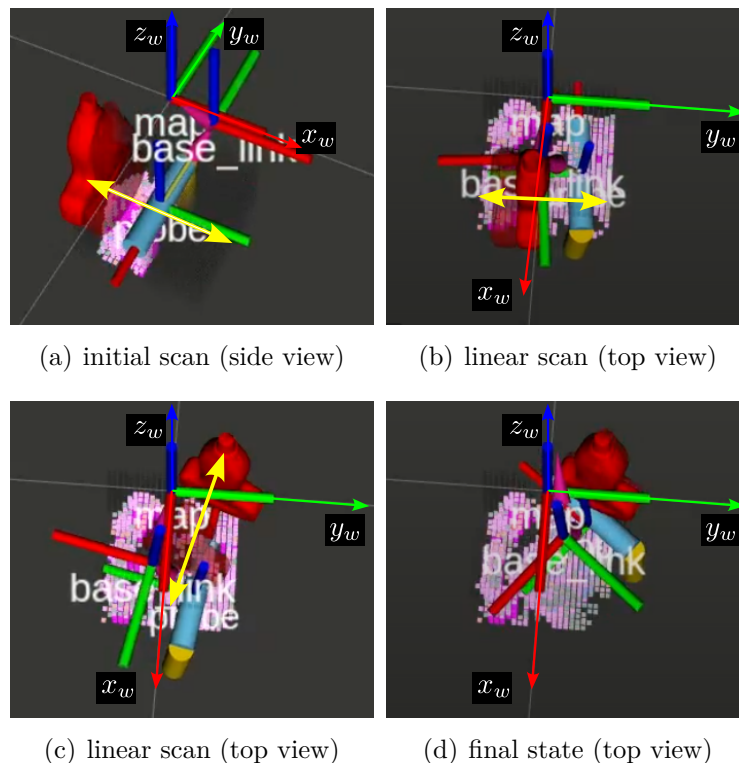 z_w
y_w
x_w
map
base_link
probe
(a) initial scan (side view)
z_w
y_w
x_w
map
base_link
(b) linear scan (top view)
z_w
y_w
x_w
map
base_link
probe
(c) linear scan (top view)
z_w
y_w
x_w
map
base_link
(d) final state (top view)